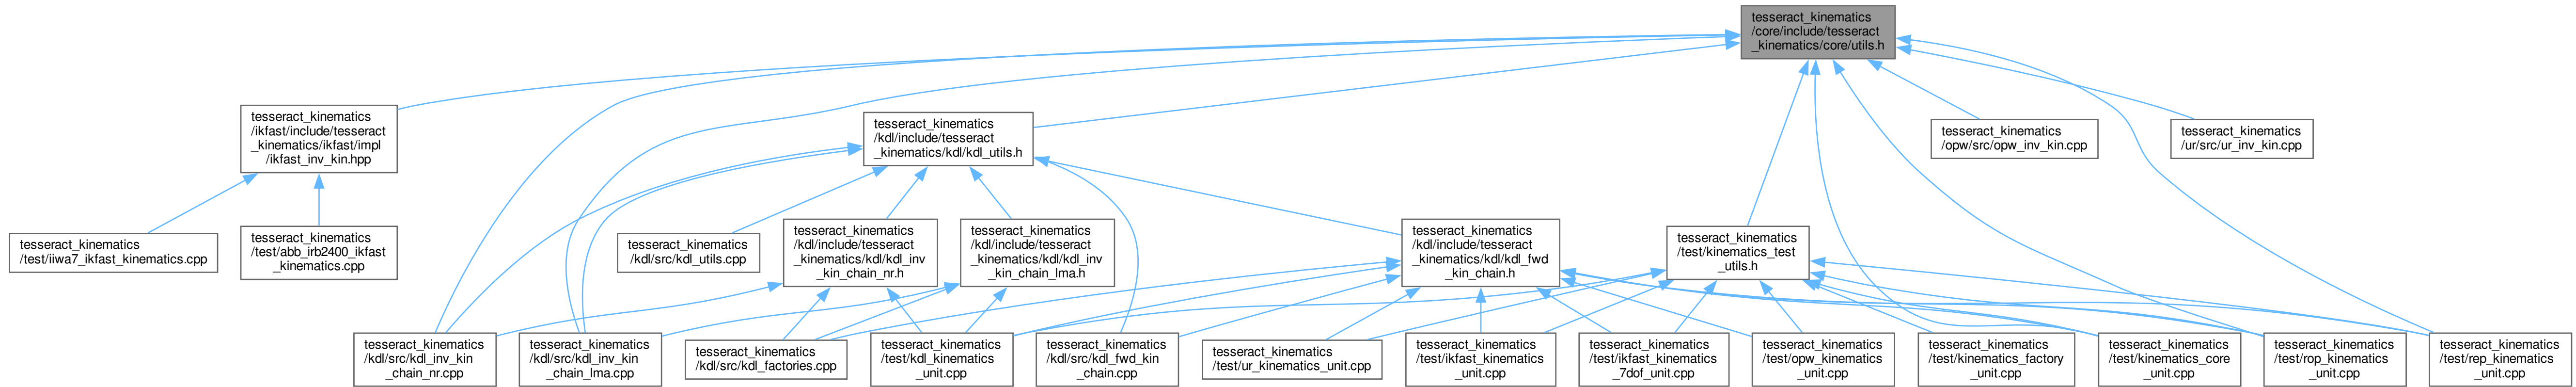 tesseract_kinematics
/core/include/tesseract
_kinematics/core/utils.h
tesseract_kinematics
/ikfast/include/tesseract
_kinematics/ikfast/impl
/ikfast_inv_kin.hpp
tesseract_kinematics
/kdl/include/tesseract
_kinematics/kdl/kdl_utils.h
tesseract_kinematics
/opw/src/opw_inv_kin.cpp
tesseract_kinematics
/ur/src/ur_inv_kin.cpp
tesseract_kinematics
/test/iiwa7_ikfast_kinematics.cpp
tesseract_kinematics
/test/abb_irb2400_ikfast
_kinematics.cpp
tesseract_kinematics
/kdl/src/kdl_utils.cpp
tesseract_kinematics
/kdl/include/tesseract
_kinematics/kdl/kdl_inv
_kin_chain_nr.h
tesseract_kinematics
/kdl/include/tesseract
_kinematics/kdl/kdl_inv
_kin_chain_lma.h
tesseract_kinematics
/kdl/include/tesseract
_kinematics/kdl/kdl_fwd
_kin_chain.h
tesseract_kinematics
/test/kinematics_test
_utils.h
tesseract_kinematics
/kdl/src/kdl_inv_kin
_chain_nr.cpp
tesseract_kinematics
/kdl/src/kdl_inv_kin
_chain_lma.cpp
tesseract_kinematics
/kdl/src/kdl_factories.cpp
tesseract_kinematics
/test/kdl_kinematics
_unit.cpp
tesseract_kinematics
/kdl/src/kdl_fwd_kin
_chain.cpp
tesseract_kinematics
/test/ur_kinematics_unit.cpp
tesseract_kinematics
/test/ikfast_kinematics
_unit.cpp
tesseract_kinematics
/test/ikfast_kinematics
_7dof_unit.cpp
tesseract_kinematics
/test/opw_kinematics
_unit.cpp
tesseract_kinematics
/test/kinematics_factory
_unit.cpp
tesseract_kinematics
/test/kinematics_core
_unit.cpp
tesseract_kinematics
/test/rop_kinematics
_unit.cpp
tesseract_kinematics
/test/rep_kinematics
_unit.cpp